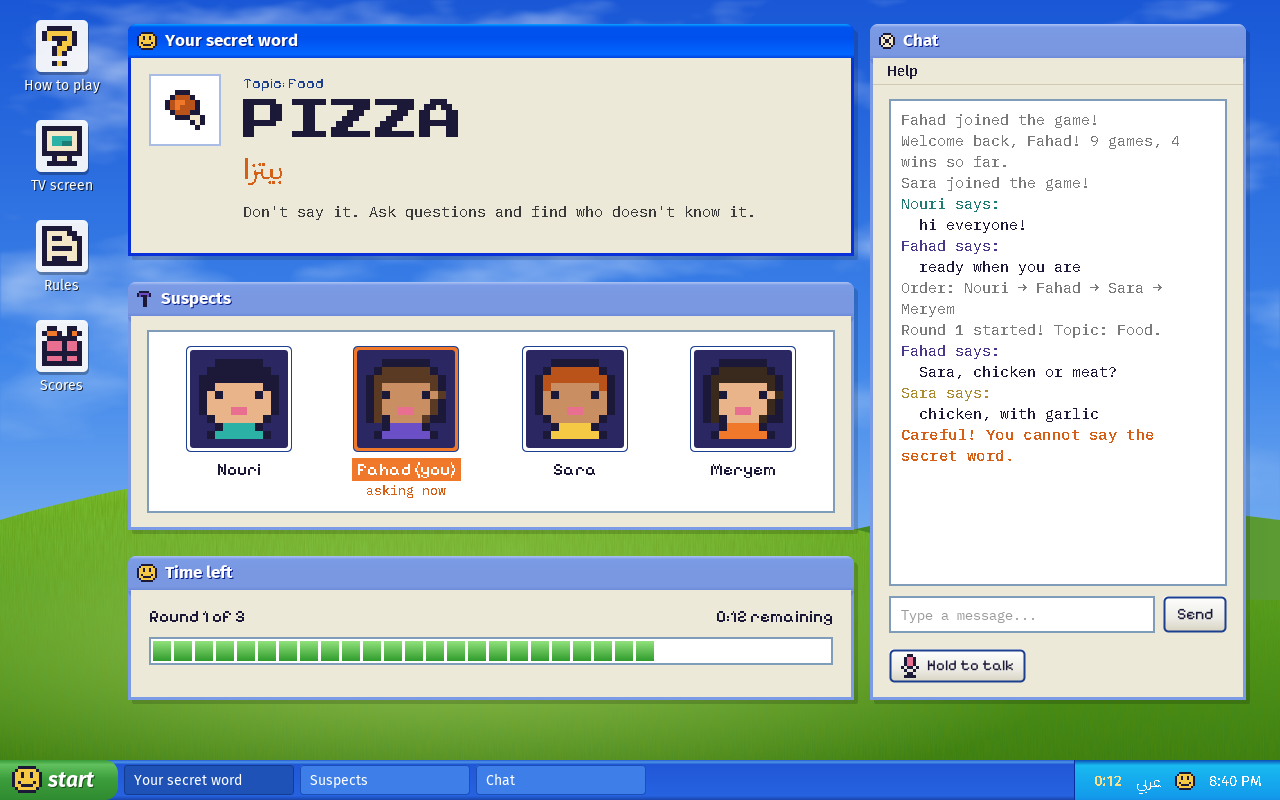 How to play
TV screen
Rules
Scores
Your secret word
Topic: Food
PIZZA
بيتزا
Don't say it. Ask questions and find who doesn't know it.
Suspects
Nouri
Fahad (you)
asking now
Sara
Meryem
Time left
Round 1 of 3
0:12 remaining
Chat
Help
Fahad joined the game!
Welcome back, Fahad! 9 games, 4
wins so far.
Sara joined the game!
Nouri says:
hi everyone!
Fahad says:
ready when you are
Order: Nouri → Fahad → Sara →
Meryem
Round 1 started! Topic: Food.
Fahad says:
Sara, chicken or meat?
Sara says:
chicken, with garlic
Careful! You cannot say the
secret word.
Type a message...
Send
Hold to talk
start
Your secret word
Suspects
Chat
0:12
عربي
8:40 PM